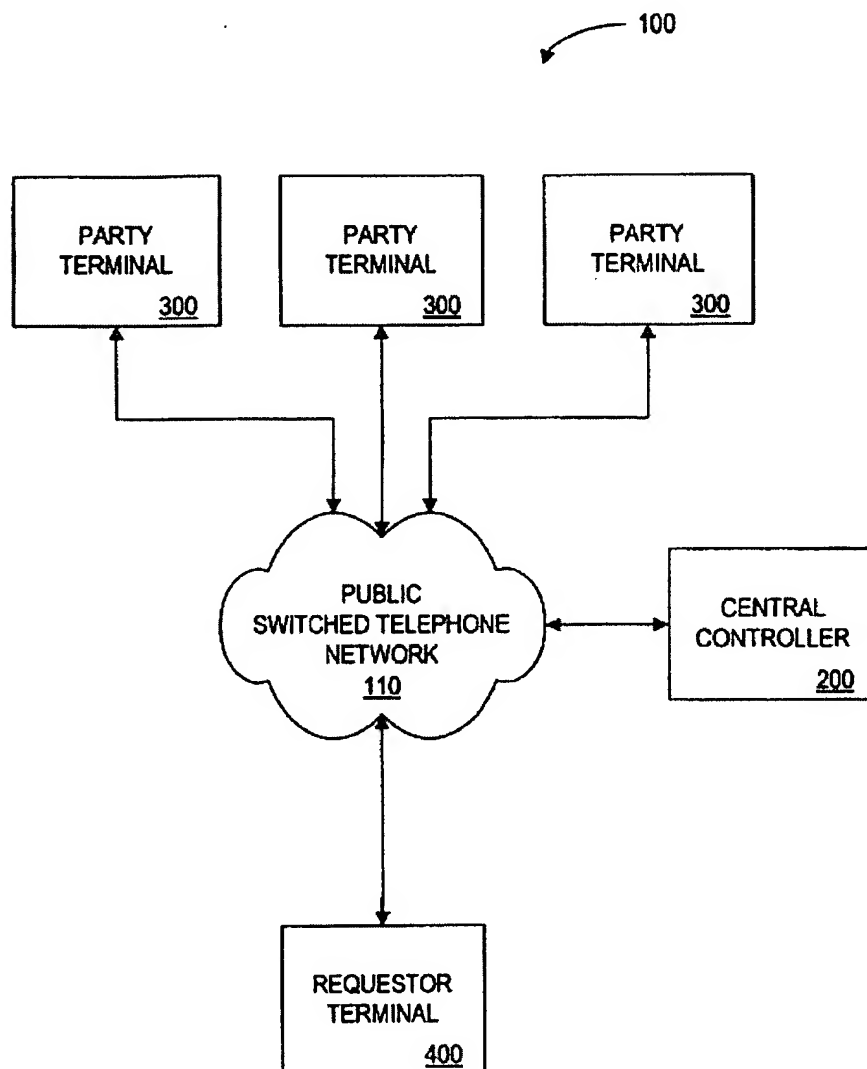 100
PARTY
TERMINAL
300
PARTY
TERMINAL
300
PARTY
TERMINAL
300
PUBLIC
SWITCHED TELEPHONE
NETWORK
110
CENTRAL
CONTROLLER
200
REQUESTOR
TERMINAL
400